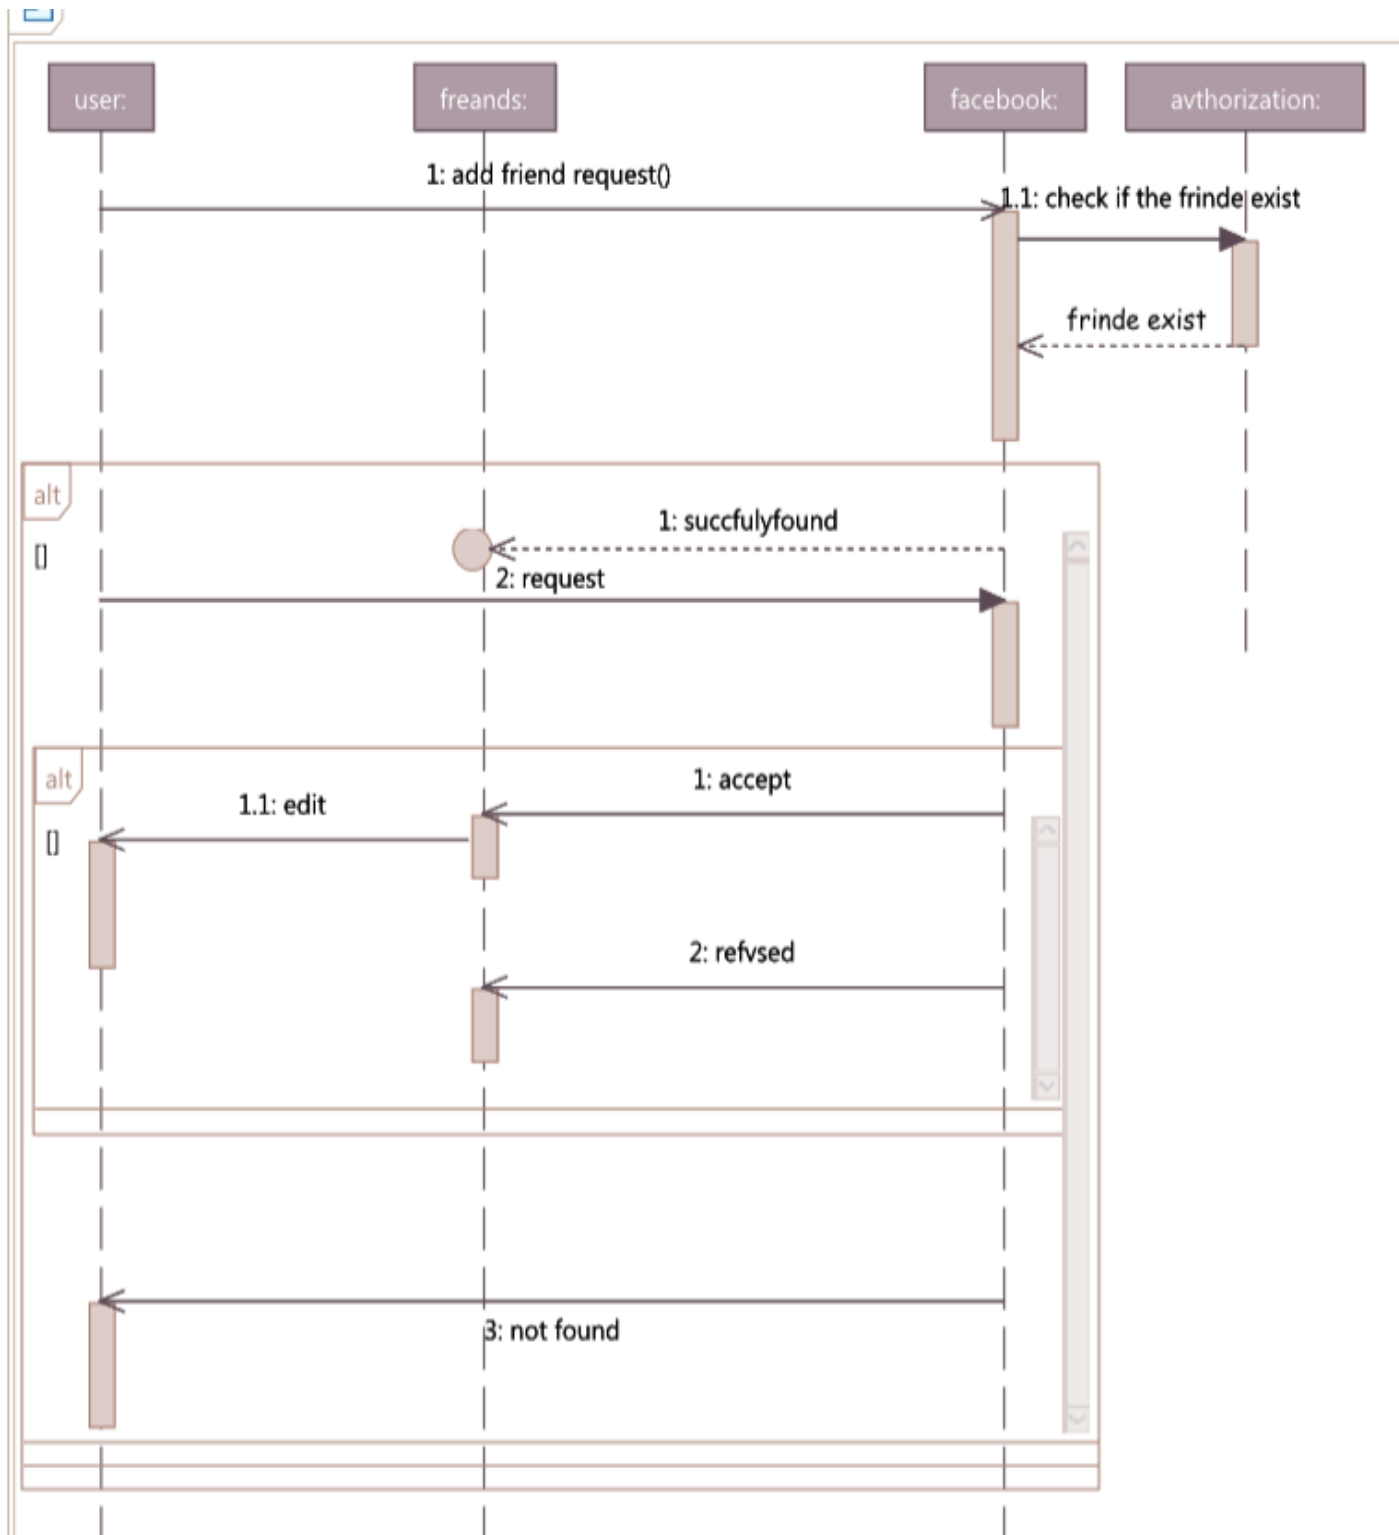 user:
freands:
facebook:
avthorization:
1: add friend request()
1.1: check if the frinde exist
frinde exist
alt
[]
1: succfulyfound
2: request
alt
[]
1: accept
1.1: edit
2: refvsed
3: not found